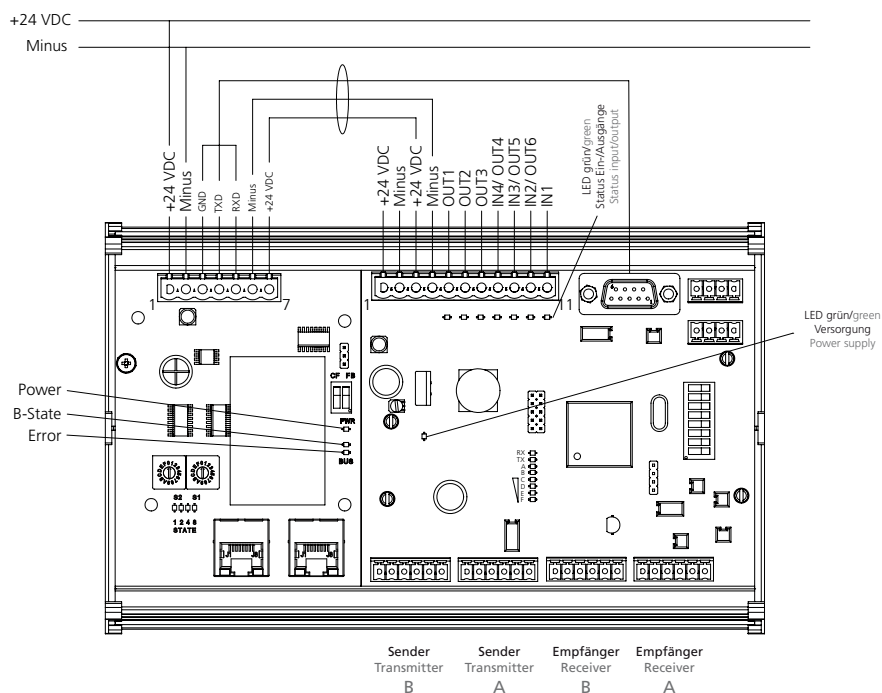 +24 VDC
Minus
+24 VDC
Minus
GND
TXD
RXD
Minus
+24 VDC
+24 VDC
Minus
+24 VDC
Minus
OUT1
OUT2
OUT3
IN4/ OUT4
IN3/ OUT5
IN2/ OUT6
IN1
LED grün/green
Status Ein-/Ausgänge
Status input/output
1
7
1
11
LED grün/green
Versorgung
Power supply
CF FB
Power
PWR
B-State
Error
BUS
RX
TX
A
B
C
D
E
F
S2 S1
1 2 4 8
STATE
Sender
Transmitter
B
Sender
Transmitter
A
Empfänger
Receiver
B
Empfänger
Receiver
A